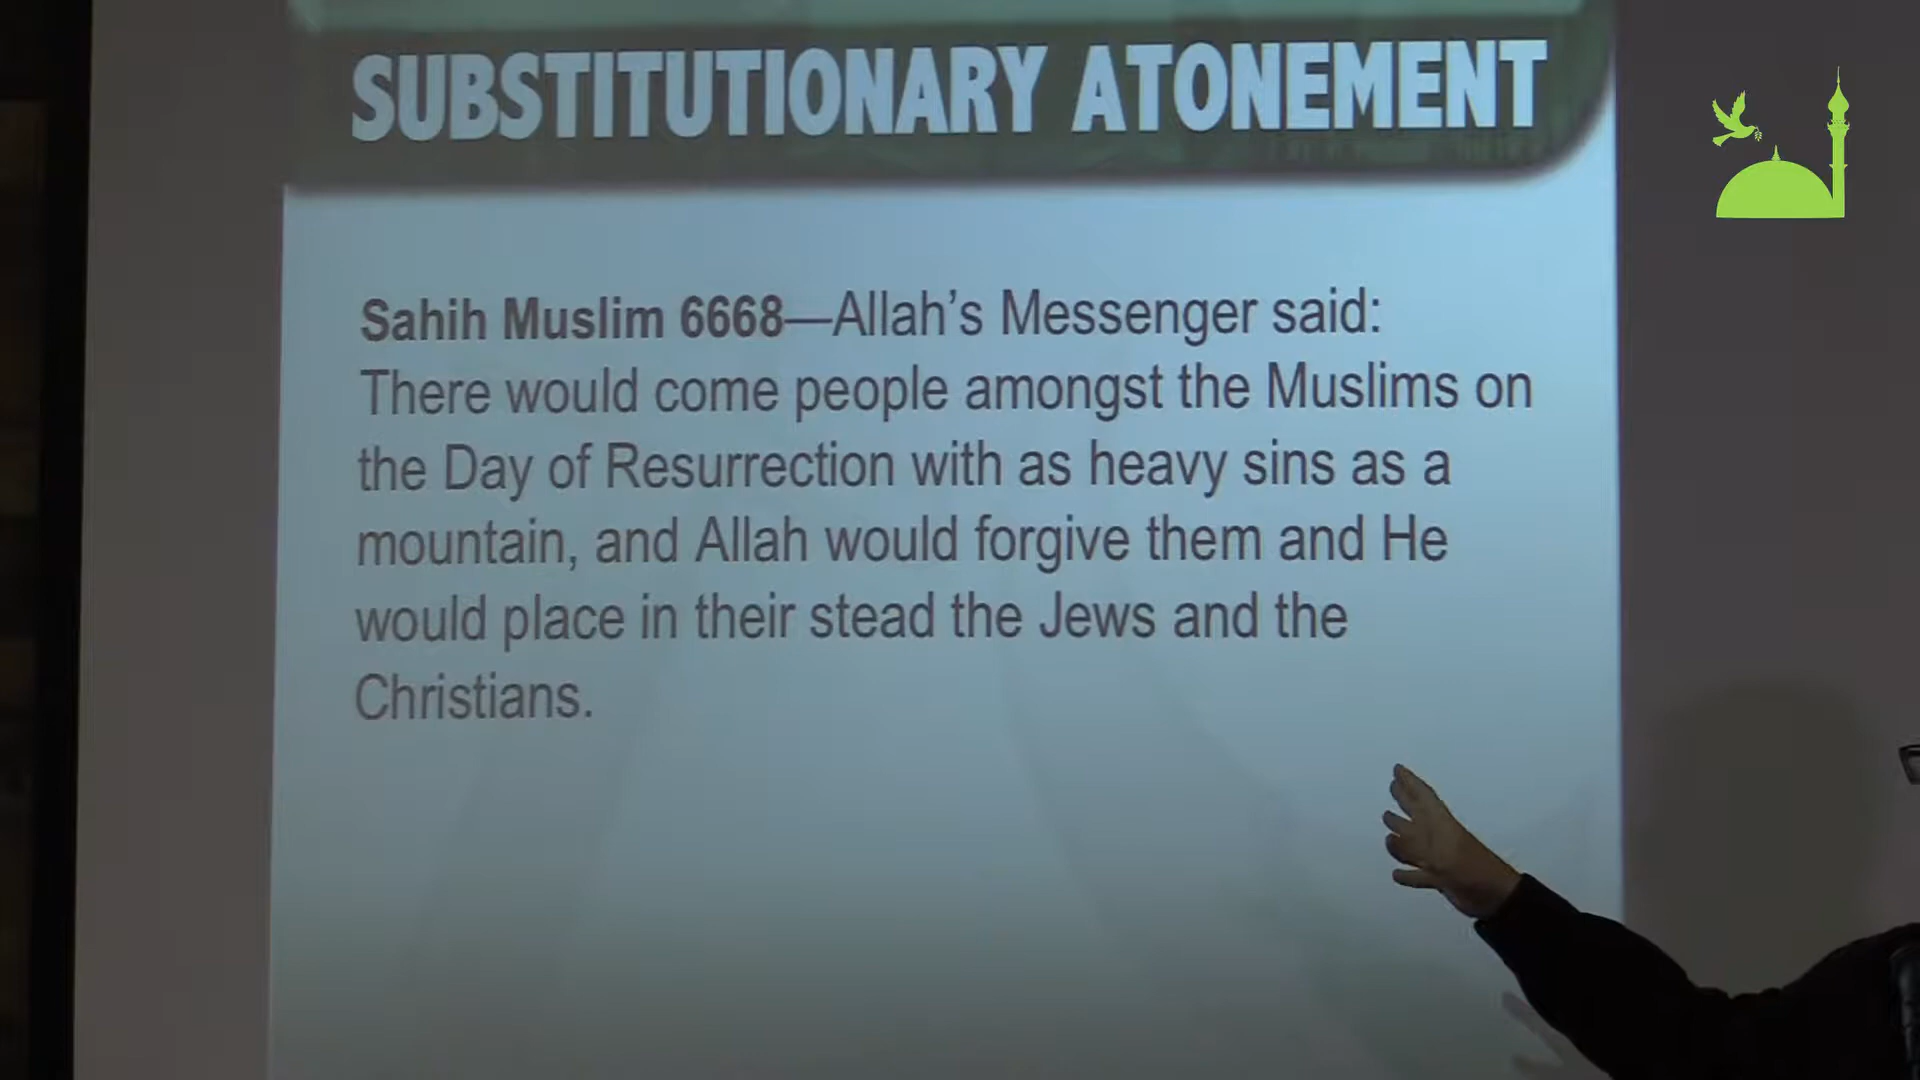 SUBSTITUTIONARY ATONEMENT
Sahih Muslim 6668—Allah's Messenger said:
There would come people amongst the Muslims on
the Day of Resurrection with as heavy sins as a
mountain, and Allah would forgive them and He
would place in their stead the Jews and the
Christians.